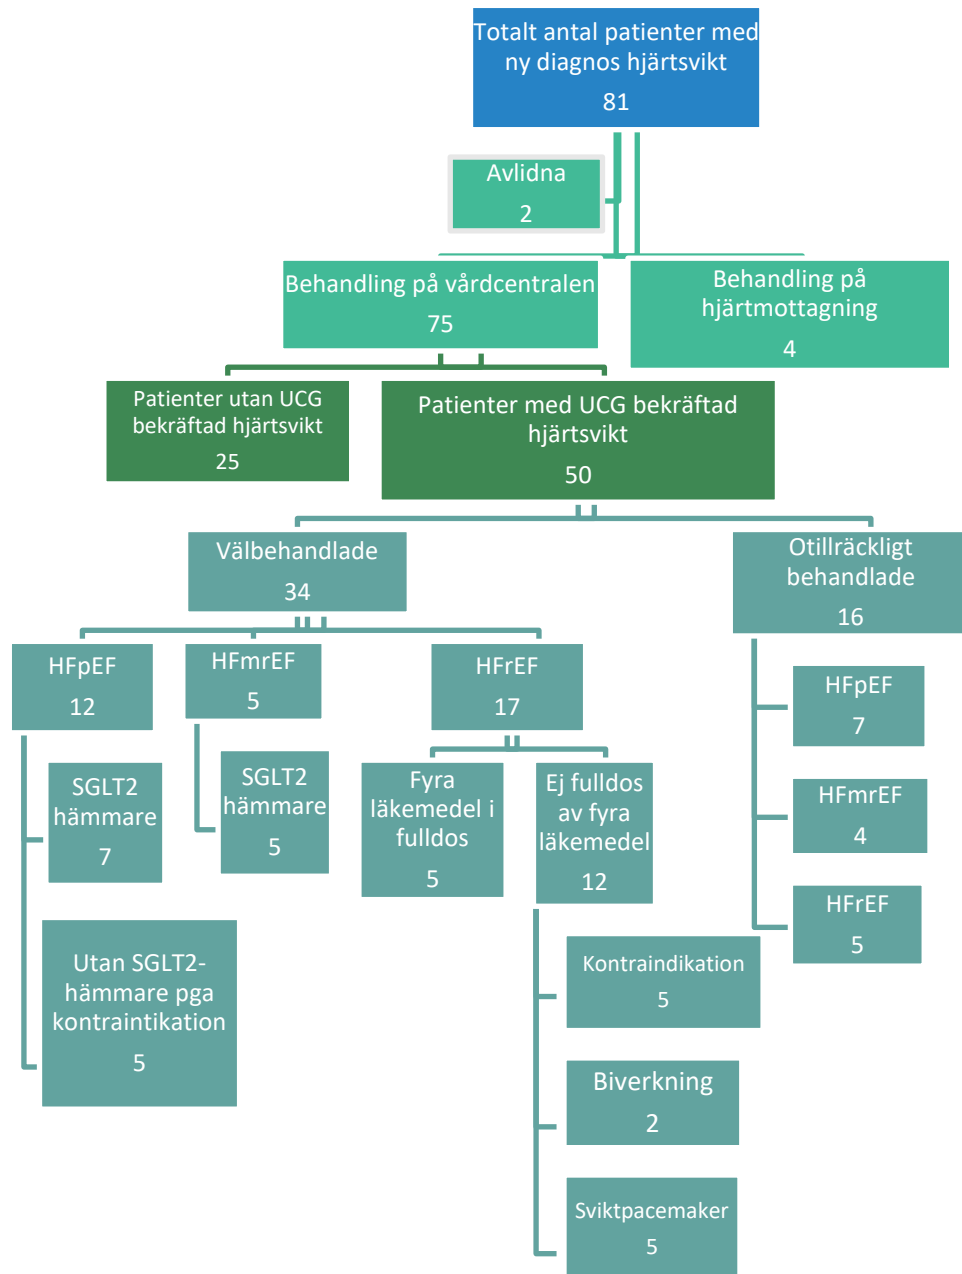 Totalt antal patienter med
ny diagnos hjärtsvikt
81
Avlidna
2
Behandling på vårdcentralen
75
Behandling på
hjärtmottagning
4
Patienter utan UCG
bekräftad hjärtsvikt
25
Patienter med UCG bekräftad
hjärtsvikt
50
Välbehandlade
34
Otillräckligt
behandlade
16
HFpEF
12
HFmrEF
5
HFrEF
17
SGLT2
hämmare
7
Utan SGLT2-
hämmare pga
kontraintikation
5
SGLT2
hämmare
5
Fyra
läkemedel i
fulldos
5
Ej fulldos
av fyra
läkemedel
12
Kontraindikation
5
Biverkning
2
Sviktpacemaker
5
HFpEF
7
HFmrEF
4
HFrEF
5